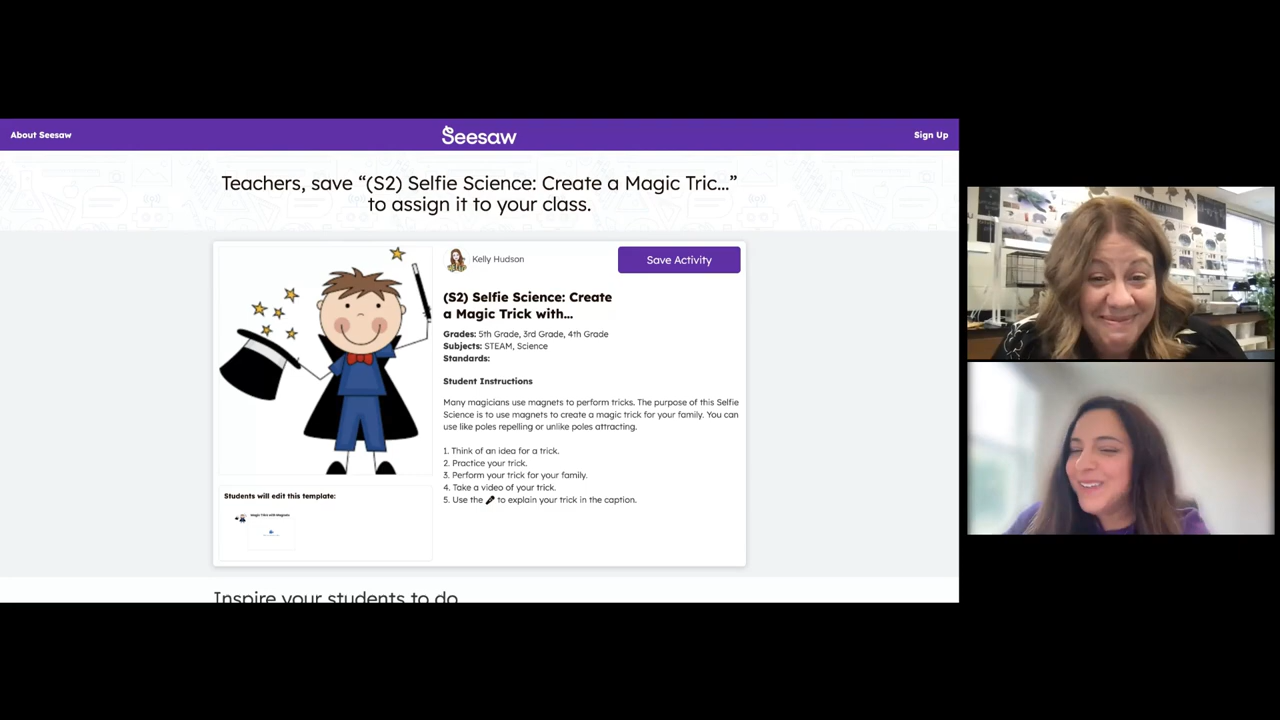 About Seesaw
Seesaw
Sign Up
Teachers, save “(S2) Selfie Science: Create a Magic Tric...”
to assign it to your class.
Kelly Hudson
Save Activity
(S2) Selfie Science: Create
a Magic Trick with...
Grades: 5th Grade, 3rd Grade, 4th Grade
Subjects: STEAM, Science
Standards:
Student Instructions
Many magicians use magnets to perform tricks. The purpose of this Selfie
Science is to use magnets to create a magic trick for your family. You can
use like poles repelling or unlike poles attracting.
1. Think of an idea for a trick.
2. Practice your trick.
3. Perform your trick for your family.
4. Take a video of your trick.
5. Use the 🎤 to explain your trick in the caption.
Students will edit this template:
Magic Trick with Magnets
Inspire your students to do